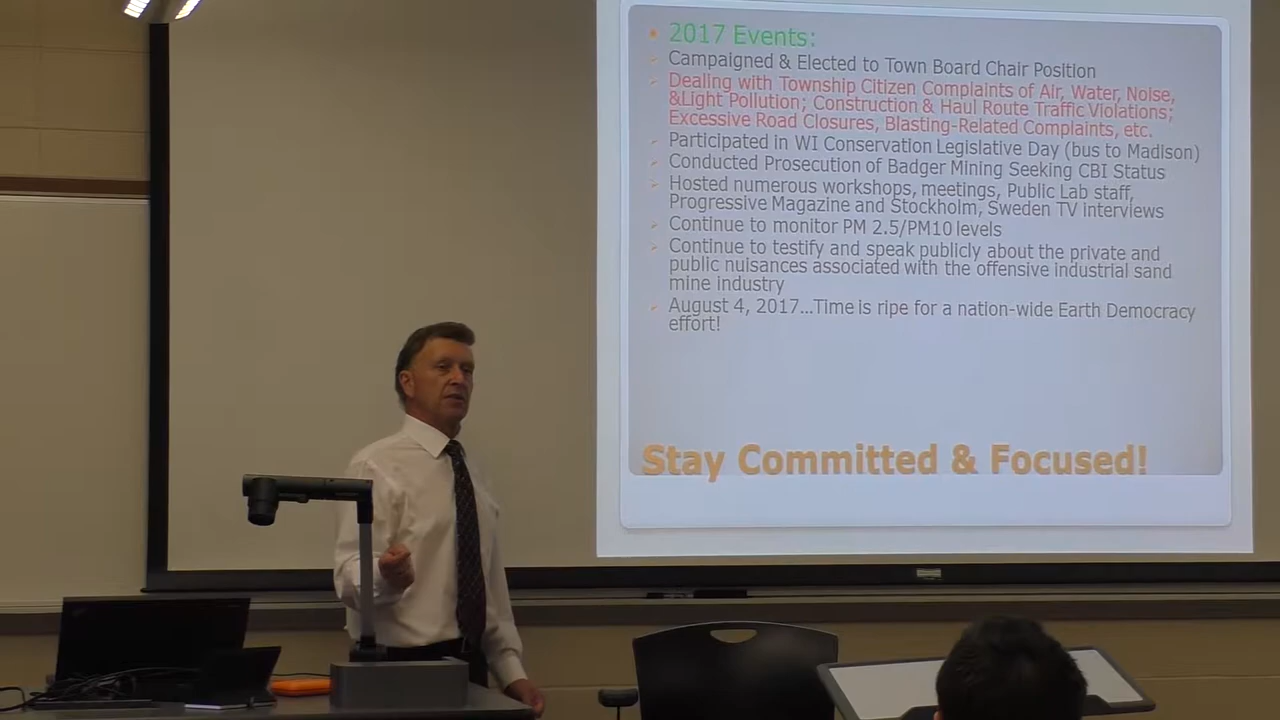 2017 Events:
Campaigned & Elected to Town Board Chair Position
Dealing with Township Citizen Complaints of Air, Water, Noise,
&Light Pollution; Construction & Haul Route Traffic Violations;
Excessive Road Closures, Blasting-Related Complaints, etc.
Participated in WI Conservation Legislative Day (bus to Madison)
Conducted Prosecution of Badger Mining Seeking CBI Status
Hosted numerous workshops, meetings, Public Lab staff,
Progressive Magazine and Stockholm, Sweden TV interviews
Continue to monitor PM 2.5/PM10 levels
Continue to testify and speak publicly about the private and
public nuisances associated with the offensive industrial sand
mine industry
August 4, 2017...Time is ripe for a nation-wide Earth Democracy
effort!
Stay Committed & Focused!